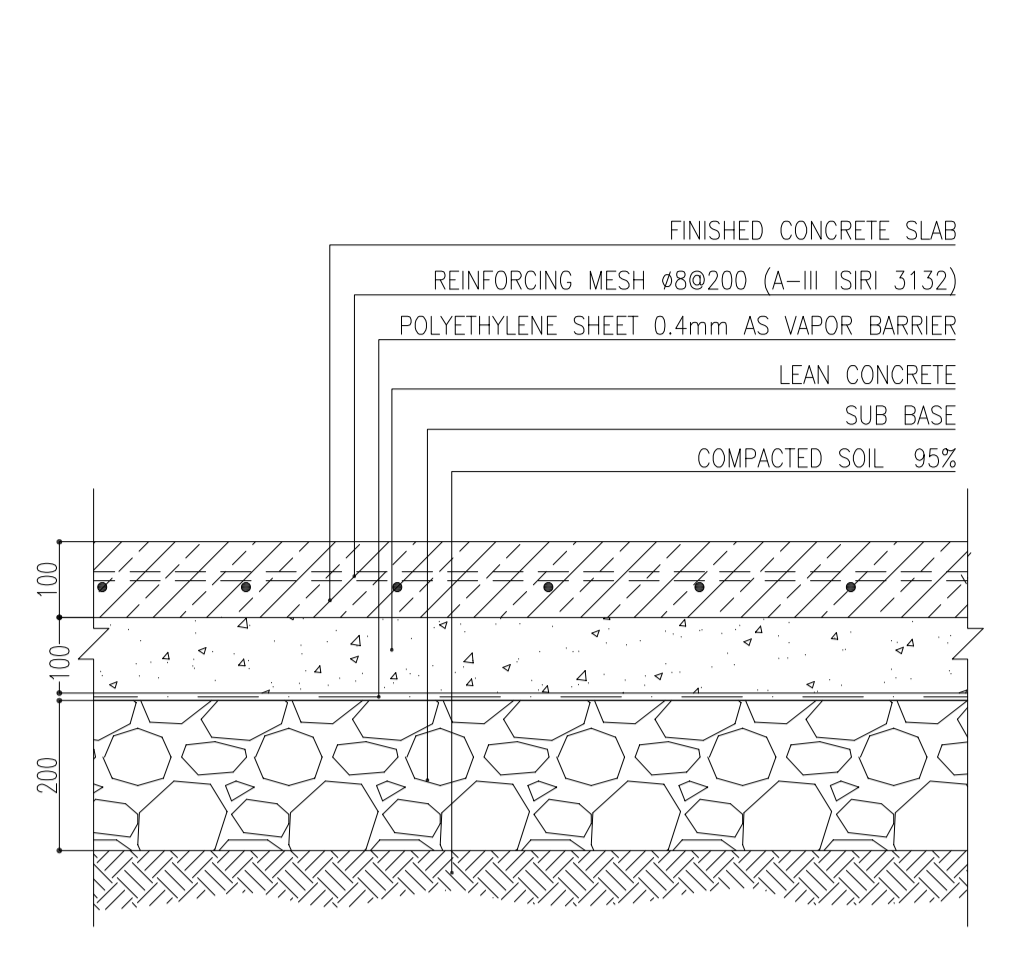 FINISHED CONCRETE SLAB
REINFORCING MESH ø8@200 (A-III ISIRI 3132)
POLYETHYLENE SHEET 0.4mm AS VAPOR BARRIER
LEAN CONCRETE
SUB BASE
COMPACTED SOIL 95%
100
100
200